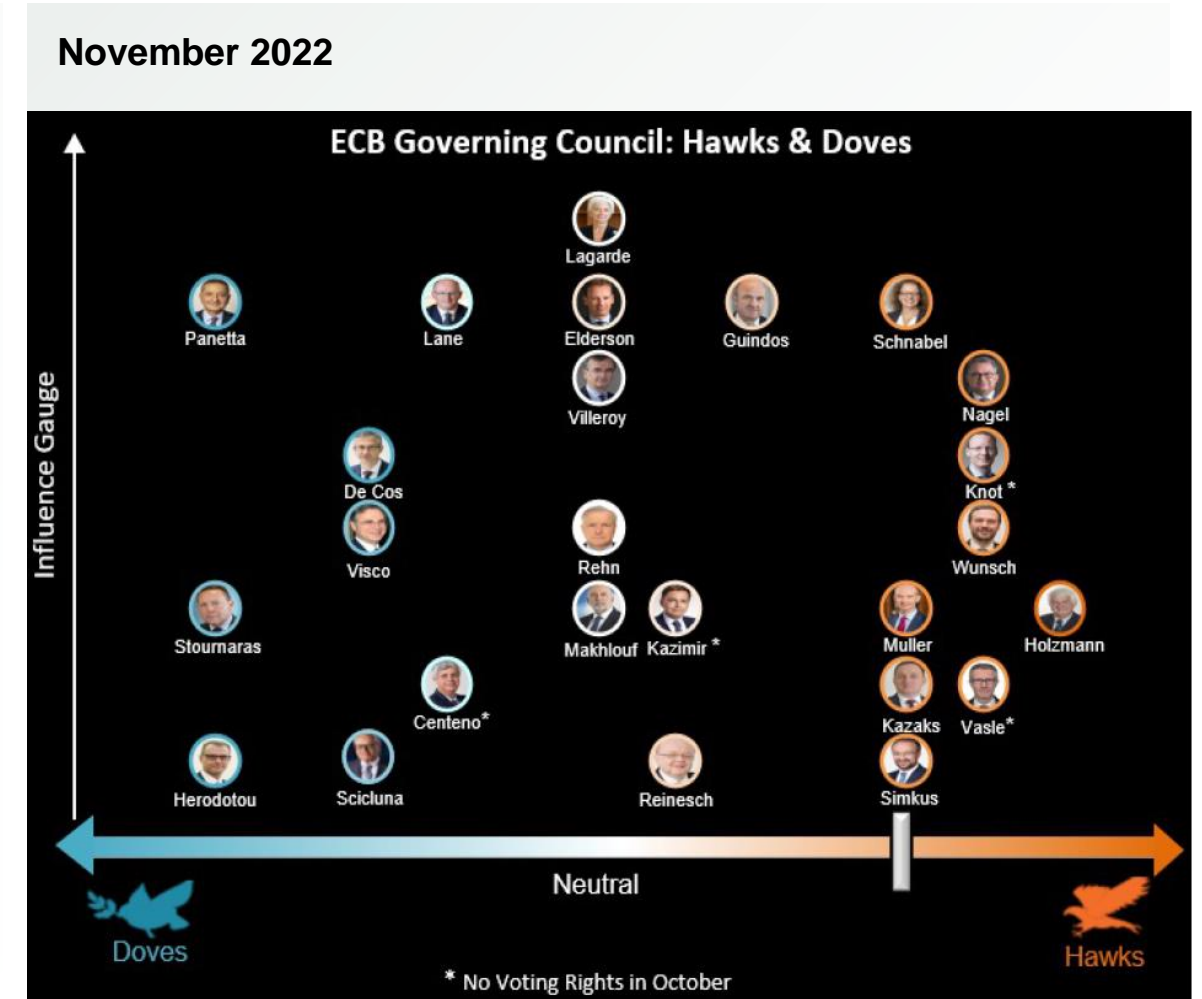 November 2022
ECB Governing Council: Hawks & Doves
Influence Gauge
Lagarde
Panetta
Lane
Elderson
Guindos
Schnabel
Villeroy
Nagel
De Cos
Knot *
Visco
Rehn
Wunsch
Stournaras
Makhlouf
Kazimir *
Muller
Holzmann
Centeno*
Kazaks
Vasle*
Herodotou
Scicluna
Reinesch
Simkus
Neutral
Doves
Hawks
* No Voting Rights in October